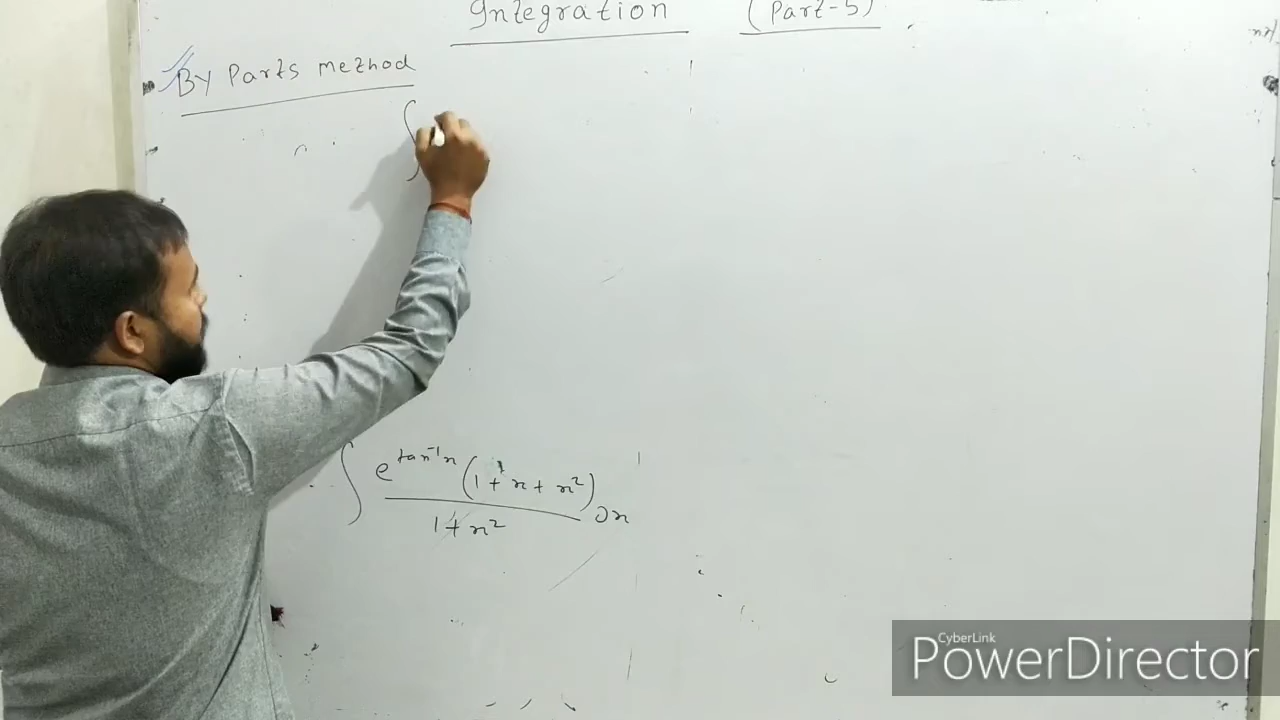 Integration (Part-5)
By Parts method
∫
∫ e^{tan⁻¹x} (1 + x + x²) / (1 + x²) dx
CyberLink
PowerDirector